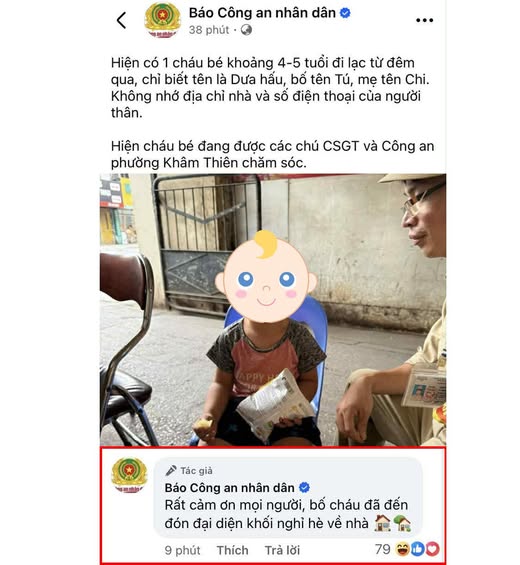 Báo Công an nhân dân
38 phút
Hiện có 1 cháu bé khoảng 4-5 tuổi đi lạc từ đêm
qua, chỉ biết tên là Dưa hấu, bố tên Tú, mẹ tên Chi.
Không nhớ địa chỉ nhà và số điện thoại của người
thân.
Hiện cháu bé đang được các chú CSGT và Công an
phường Khâm Thiên chăm sóc.
Tác giả
Báo Công an nhân dân
Rất cảm ơn mọi người, bố cháu đã đến
đón đại diện khối nghỉ hè về nhà
9 phút Thích Trả lời 79